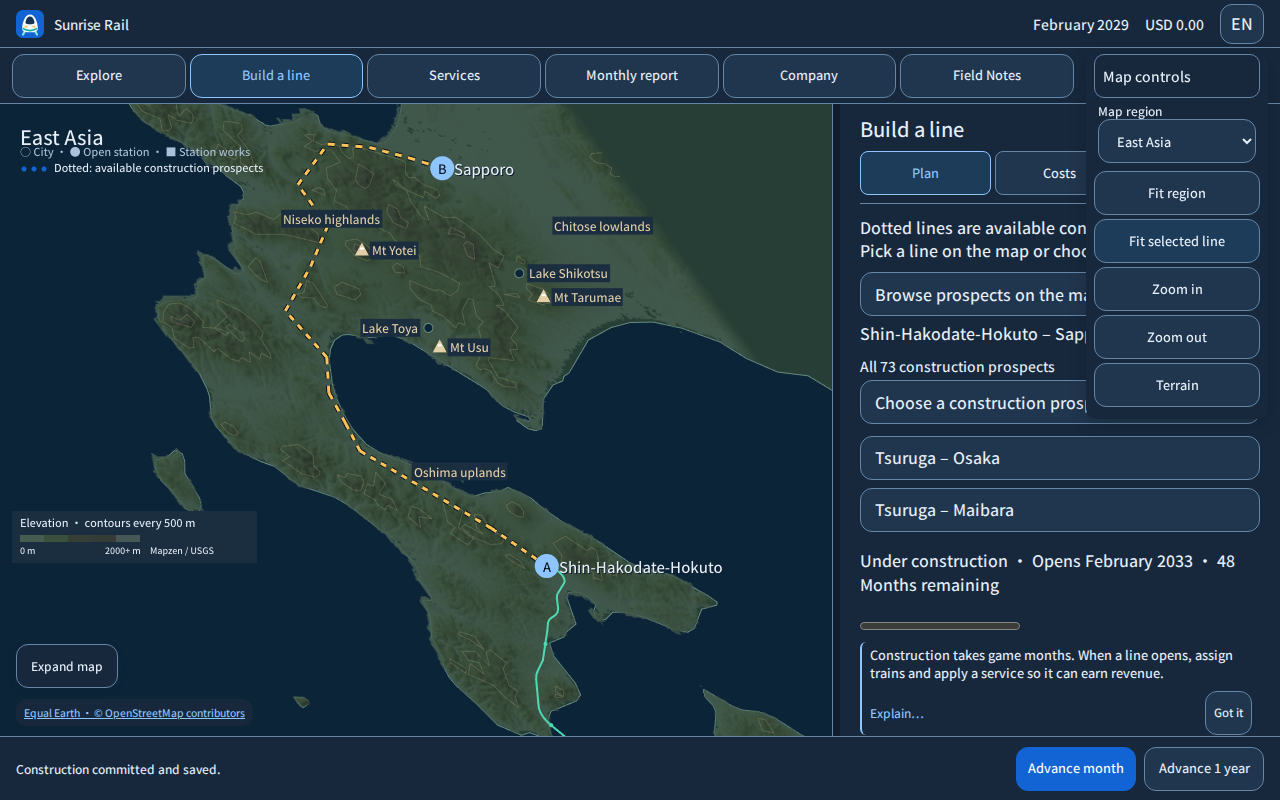 Sunrise Rail
February 2029
USD 0.00
EN
Explore
Build a line
Services
Monthly report
Company
Field Notes
Map controls
Map region
East Asia
Fit region
Fit selected line
Zoom in
Zoom out
Terrain
East Asia
City • Open station • Station works
Dotted: available construction prospects
B Sapporo
Niseko highlands
Chitose lowlands
Mt Yotei
Lake Shikotsu
Mt Tarumae
Lake Toya
Mt Usu
Oshima uplands
A Shin-Hakodate-Hokuto
Elevation • contours every 500 m
0 m 2000+ m Mapzen / USGS
Expand map
Equal Earth • © OpenStreetMap contributors
Build a line
Plan
Costs
Dotted lines are available con
Pick a line on the map or choo
Browse prospects on the ma
Shin-Hakodate-Hokuto – Sapp
All 73 construction prospects
Choose a construction prosp
Tsuruga – Osaka
Tsuruga – Maibara
Under construction • Opens February 2033 • 48
Months remaining
Construction takes game months. When a line opens, assign
trains and apply a service so it can earn revenue.
Explain…
Got it
Construction committed and saved.
Advance month
Advance 1 year